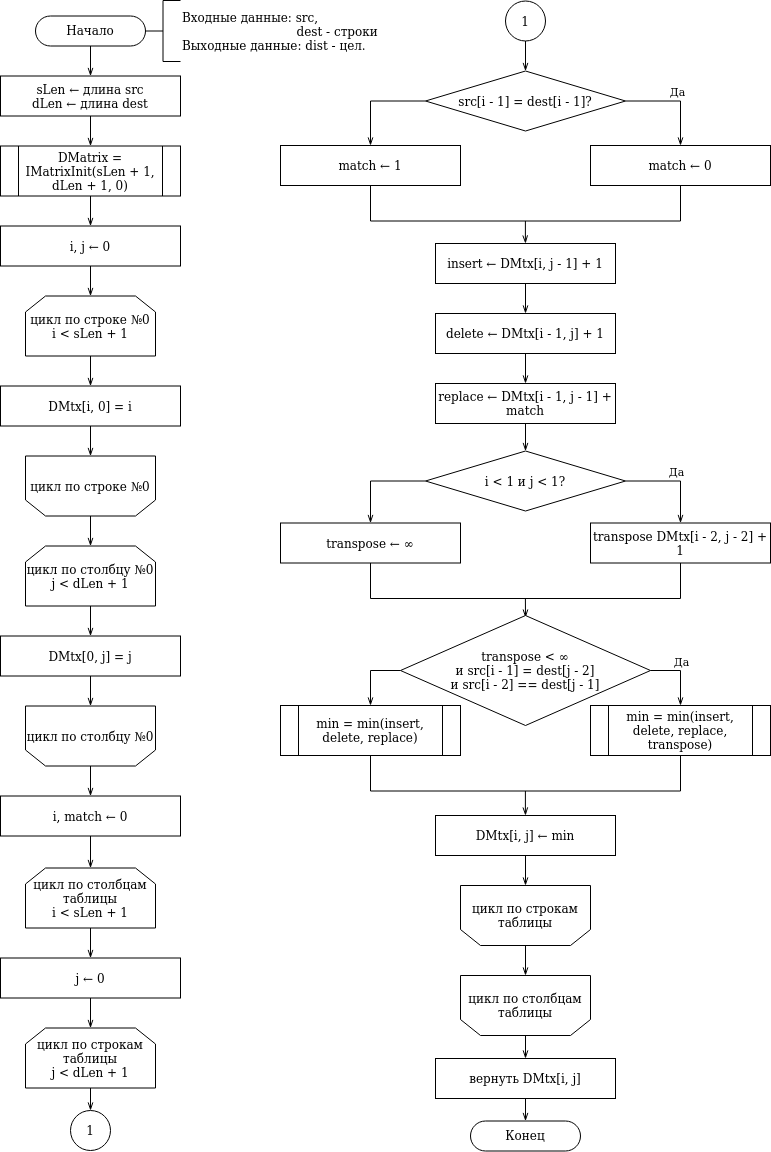 Начало
Входные данные: src,
dest - строки
Выходные данные: dist - цел.
sLen ← длина src
dLen ← длина dest
DMatrix =
IMatrixInit(sLen + 1,
dLen + 1, 0)
i, j ← 0
цикл по строке №0
i < sLen + 1
DMtx[i, 0] = i
цикл по строке №0
цикл по столбцу №0
j < dLen + 1
DMtx[0, j] = j
цикл по столбцу №0
i, match ← 0
цикл по столбцам
таблицы
i < sLen + 1
j ← 0
цикл по строкам
таблицы
j < dLen + 1
1
1
src[i - 1] = dest[i - 1]?
Да
match ← 1
match ← 0
insert ← DMtx[i, j - 1] + 1
delete ← DMtx[i - 1, j] + 1
replace ← DMtx[i - 1, j - 1] +
match
i < 1 и j < 1?
Да
transpose ← ∞
transpose DMtx[i - 2, j - 2] +
1
transpose < ∞
и src[i - 1] = dest[j - 2]
и src[i - 2] == dest[j - 1]
Да
min = min(insert,
delete, replace)
min = min(insert,
delete, replace,
transpose)
DMtx[i, j] ← min
цикл по строкам
таблицы
цикл по столбцам
таблицы
вернуть DMtx[i, j]
Конец